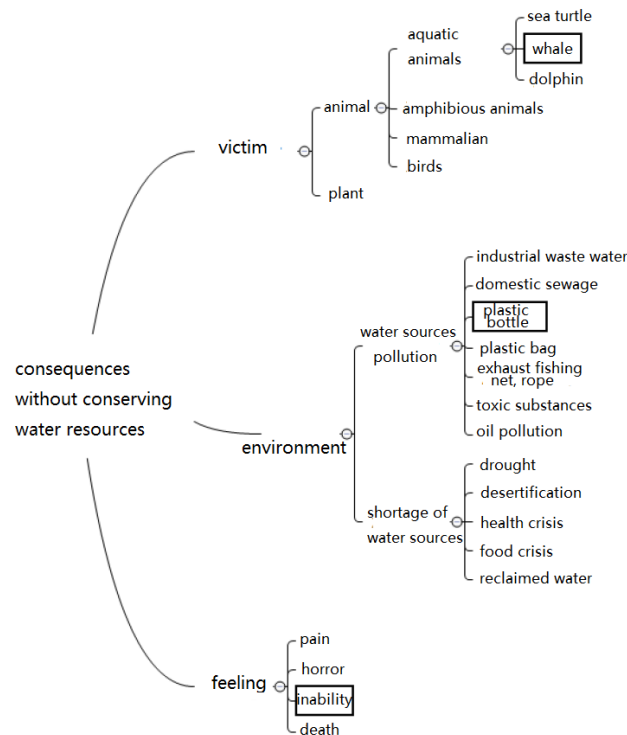 sea turtle
aquatic
animals
whale
dolphin
animal
amphibious animals
mammalian
victim
birds
plant
industrial waste water
domestic sewage
plastic
bottle
water sources
pollution
plastic bag
exhaust fishing
net, rope
toxic substances
oil pollution
consequences
without conserving
water resources
environment
drought
desertification
shortage of
water sources
health crisis
food crisis
reclaimed water
pain
horror
feeling
inability
death